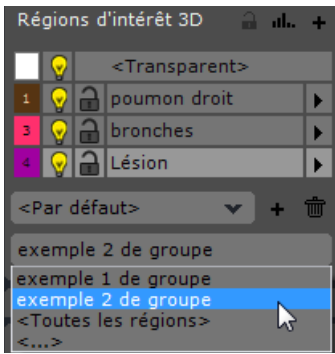 Régions d'intérêt 3D
<Transparent>
1 poumon droit
3 bronches
4 Lésion
<Par défaut>
exemple 2 de groupe
exemple 1 de groupe
exemple 2 de groupe
<Toutes les régions>
<...>